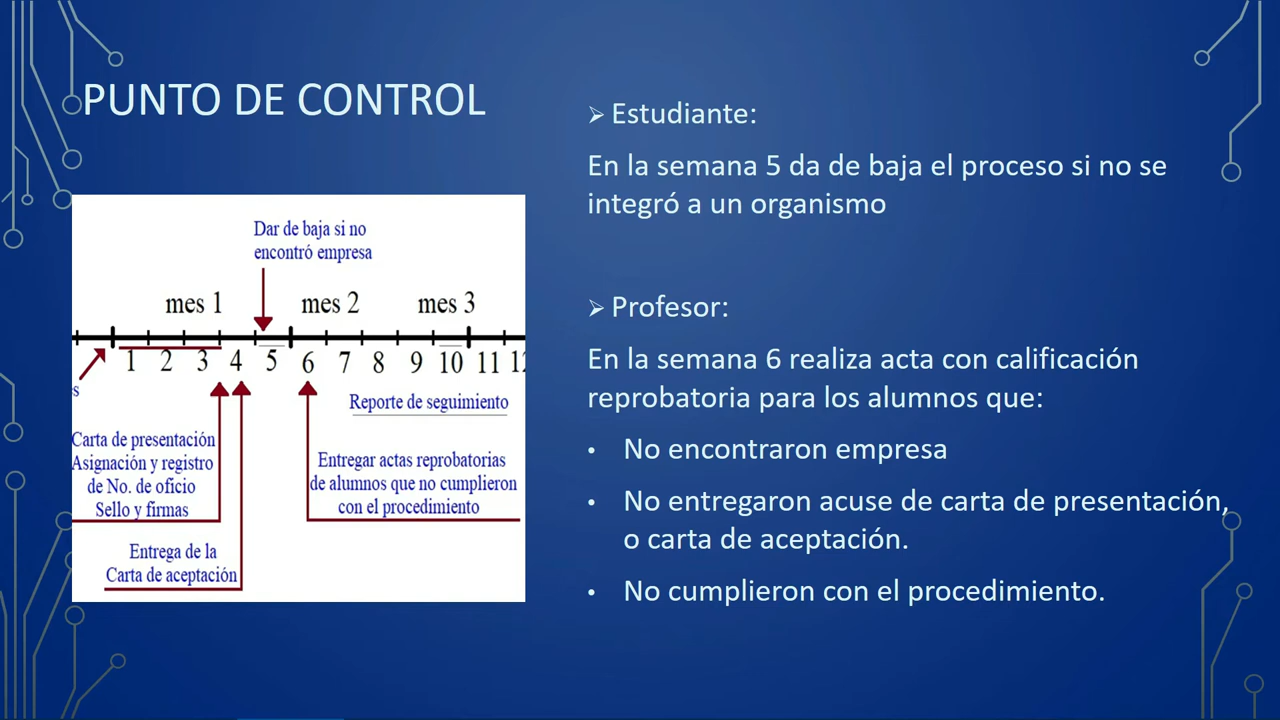 PUNTO DE CONTROL
Dar de baja si no
encontró empresa
mes 1 mes 2 mes 3
1 2 3 4 5 6 7 8 9 10 11
Reporte de seguimiento
Carta de presentación
Asignación y registro
de No. de oficio
Sello y firmas
Entregar actas reprobatorias
de alumnos que no cumplieron
con el procedimiento
Entrega de la
Carta de aceptación
➢ Estudiante:
En la semana 5 da de baja el proceso si no se
integró a un organismo
➢ Profesor:
En la semana 6 realiza acta con calificación
reprobatoria para los alumnos que:
• No encontraron empresa
• No entregaron acuse de carta de presentación,
o carta de aceptación.
• No cumplieron con el procedimiento.